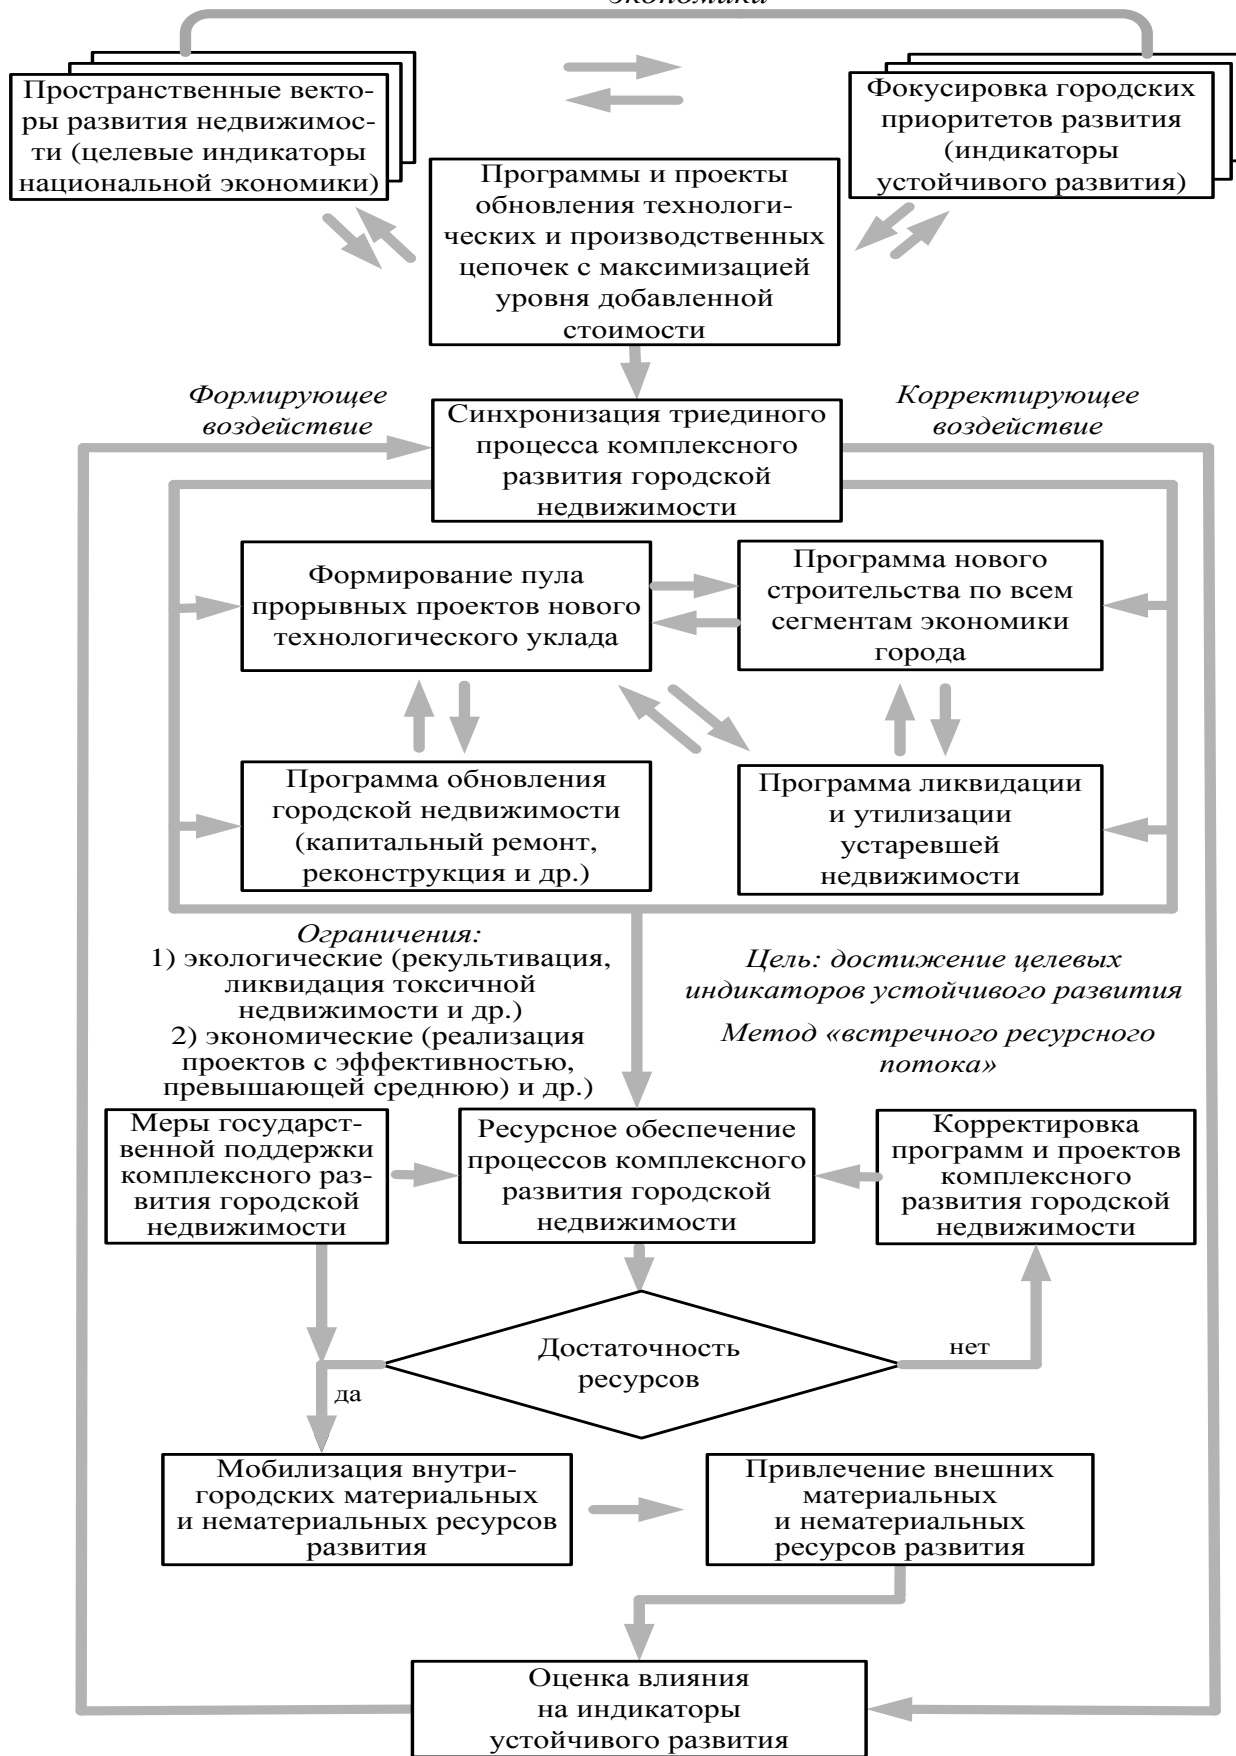 экономики
Пространственные векто-
ры развития недвижимос-
ти (целевые индикаторы
национальной экономики)
Фокусировка городских
приоритетов развития
(индикаторы
устойчивого развития)
Программы и проекты
обновления технологи-
ческих и производственных
цепочек с максимизацией
уровня добавленной
стоимости
Формирующее
воздействие
Корректирующее
воздействие
Синхронизация триединого
процесса комплексного
развития городской
недвижимости
Формирование пула
прорывных проектов нового
технологического уклада
Программа нового
строительства по всем
сегментам экономики
города
Программа обновления
городской недвижимости
(капитальный ремонт,
реконструкция и др.)
Программа ликвидации
и утилизации
устаревшей
недвижимости
Ограничения:
1) экологические (рекультивация,
ликвидация токсичной
недвижимости и др.)
2) экономические (реализация
проектов с эффективностью,
превышающей среднюю) и др.)
Цель: достижение целевых
индикаторов устойчивого развития
Метод «встречного ресурсного
потока»
Меры государст-
венной поддержки
комплексного раз-
вития городской
недвижимости
Ресурсное обеспечение
процессов комплексного
развития городской
недвижимости
Корректировка
программ и проектов
комплексного
развития городской
недвижимости
Достаточность
ресурсов
нет
да
Мобилизация внутри-
городских материальных
и нематериальных ресурсов
развития
Привлечение внешних
материальных
и нематериальных
ресурсов развития
Оценка влияния
на индикаторы
устойчивого развития